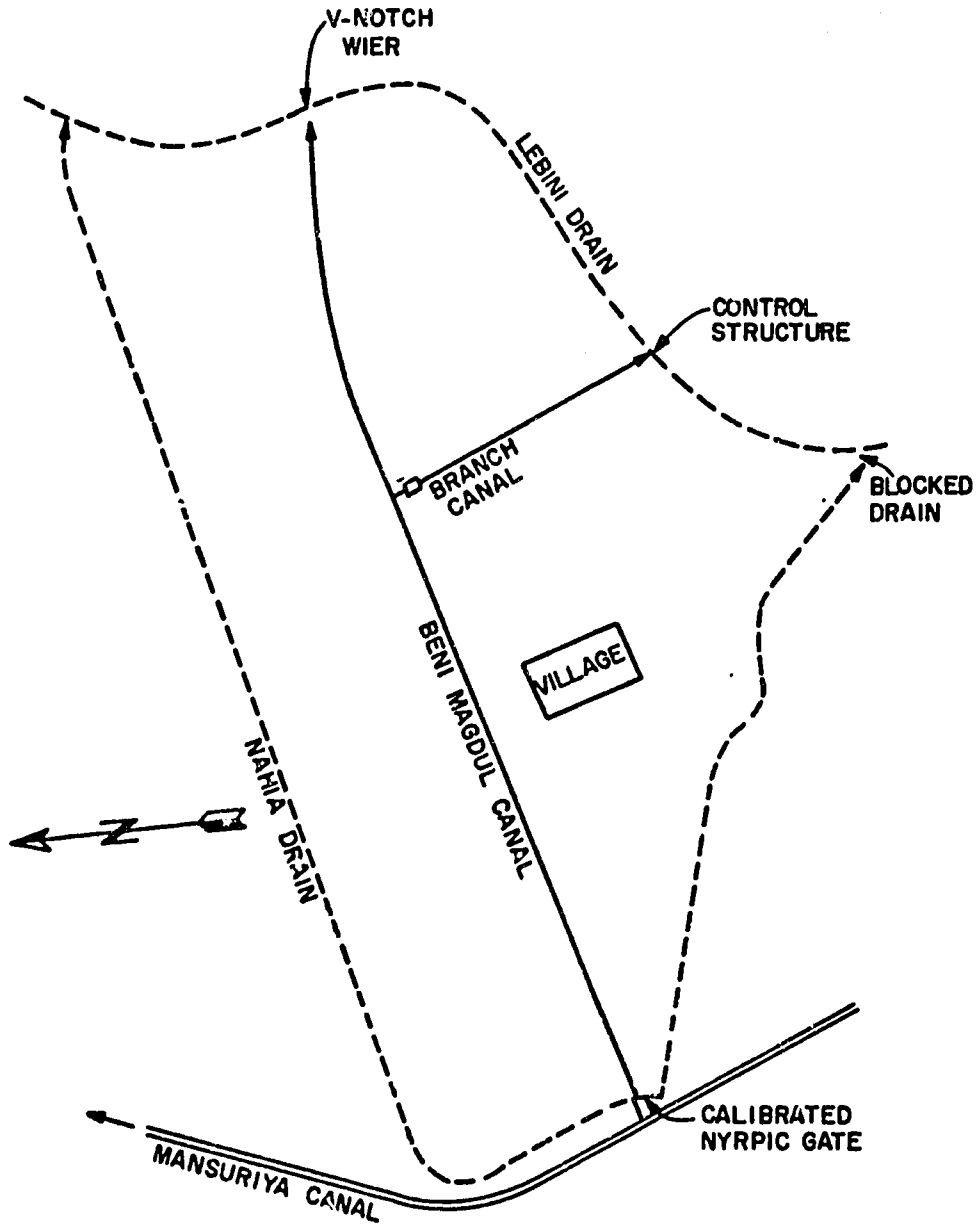 V-NOTCH
WIER
LEBINI DRAIN
CONTROL
STRUCTURE
BRANCH
CANAL
BLOCKED
DRAIN
VILLAGE
BENI MAGDUL CANAL
NAHIA DRAIN
N
CALIBRATED
NYRPIC GATE
MANSURIYA CANAL